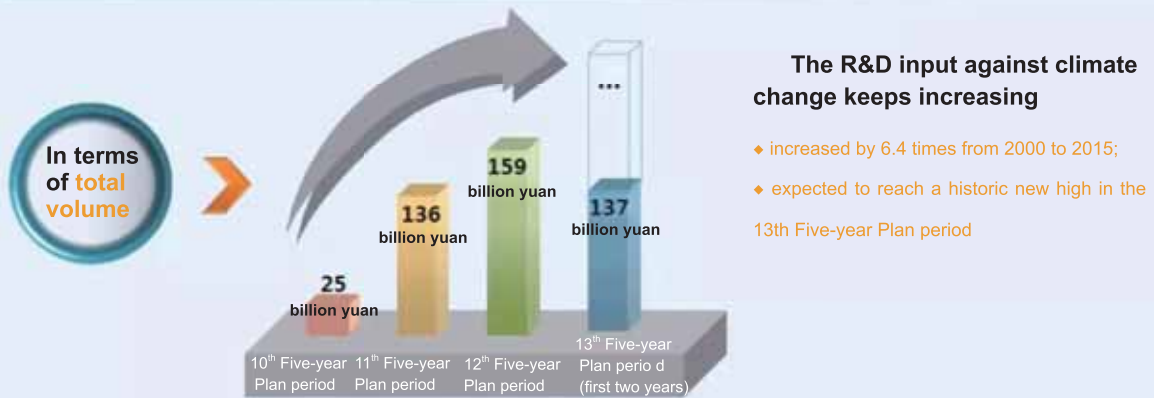 In terms
of total
volume
25
billion yuan
136
billion yuan
159
billion yuan
137
billion yuan
...
10th Five-year
Plan period
11th Five-year
Plan period
12th Five-year
Plan period
13th Five-year
Plan perio d
(first two years)
The R&D input against climate
change keeps increasing
◆ increased by 6.4 times from 2000 to 2015;
◆ expected to reach a historic new high in the
13th Five-year Plan period